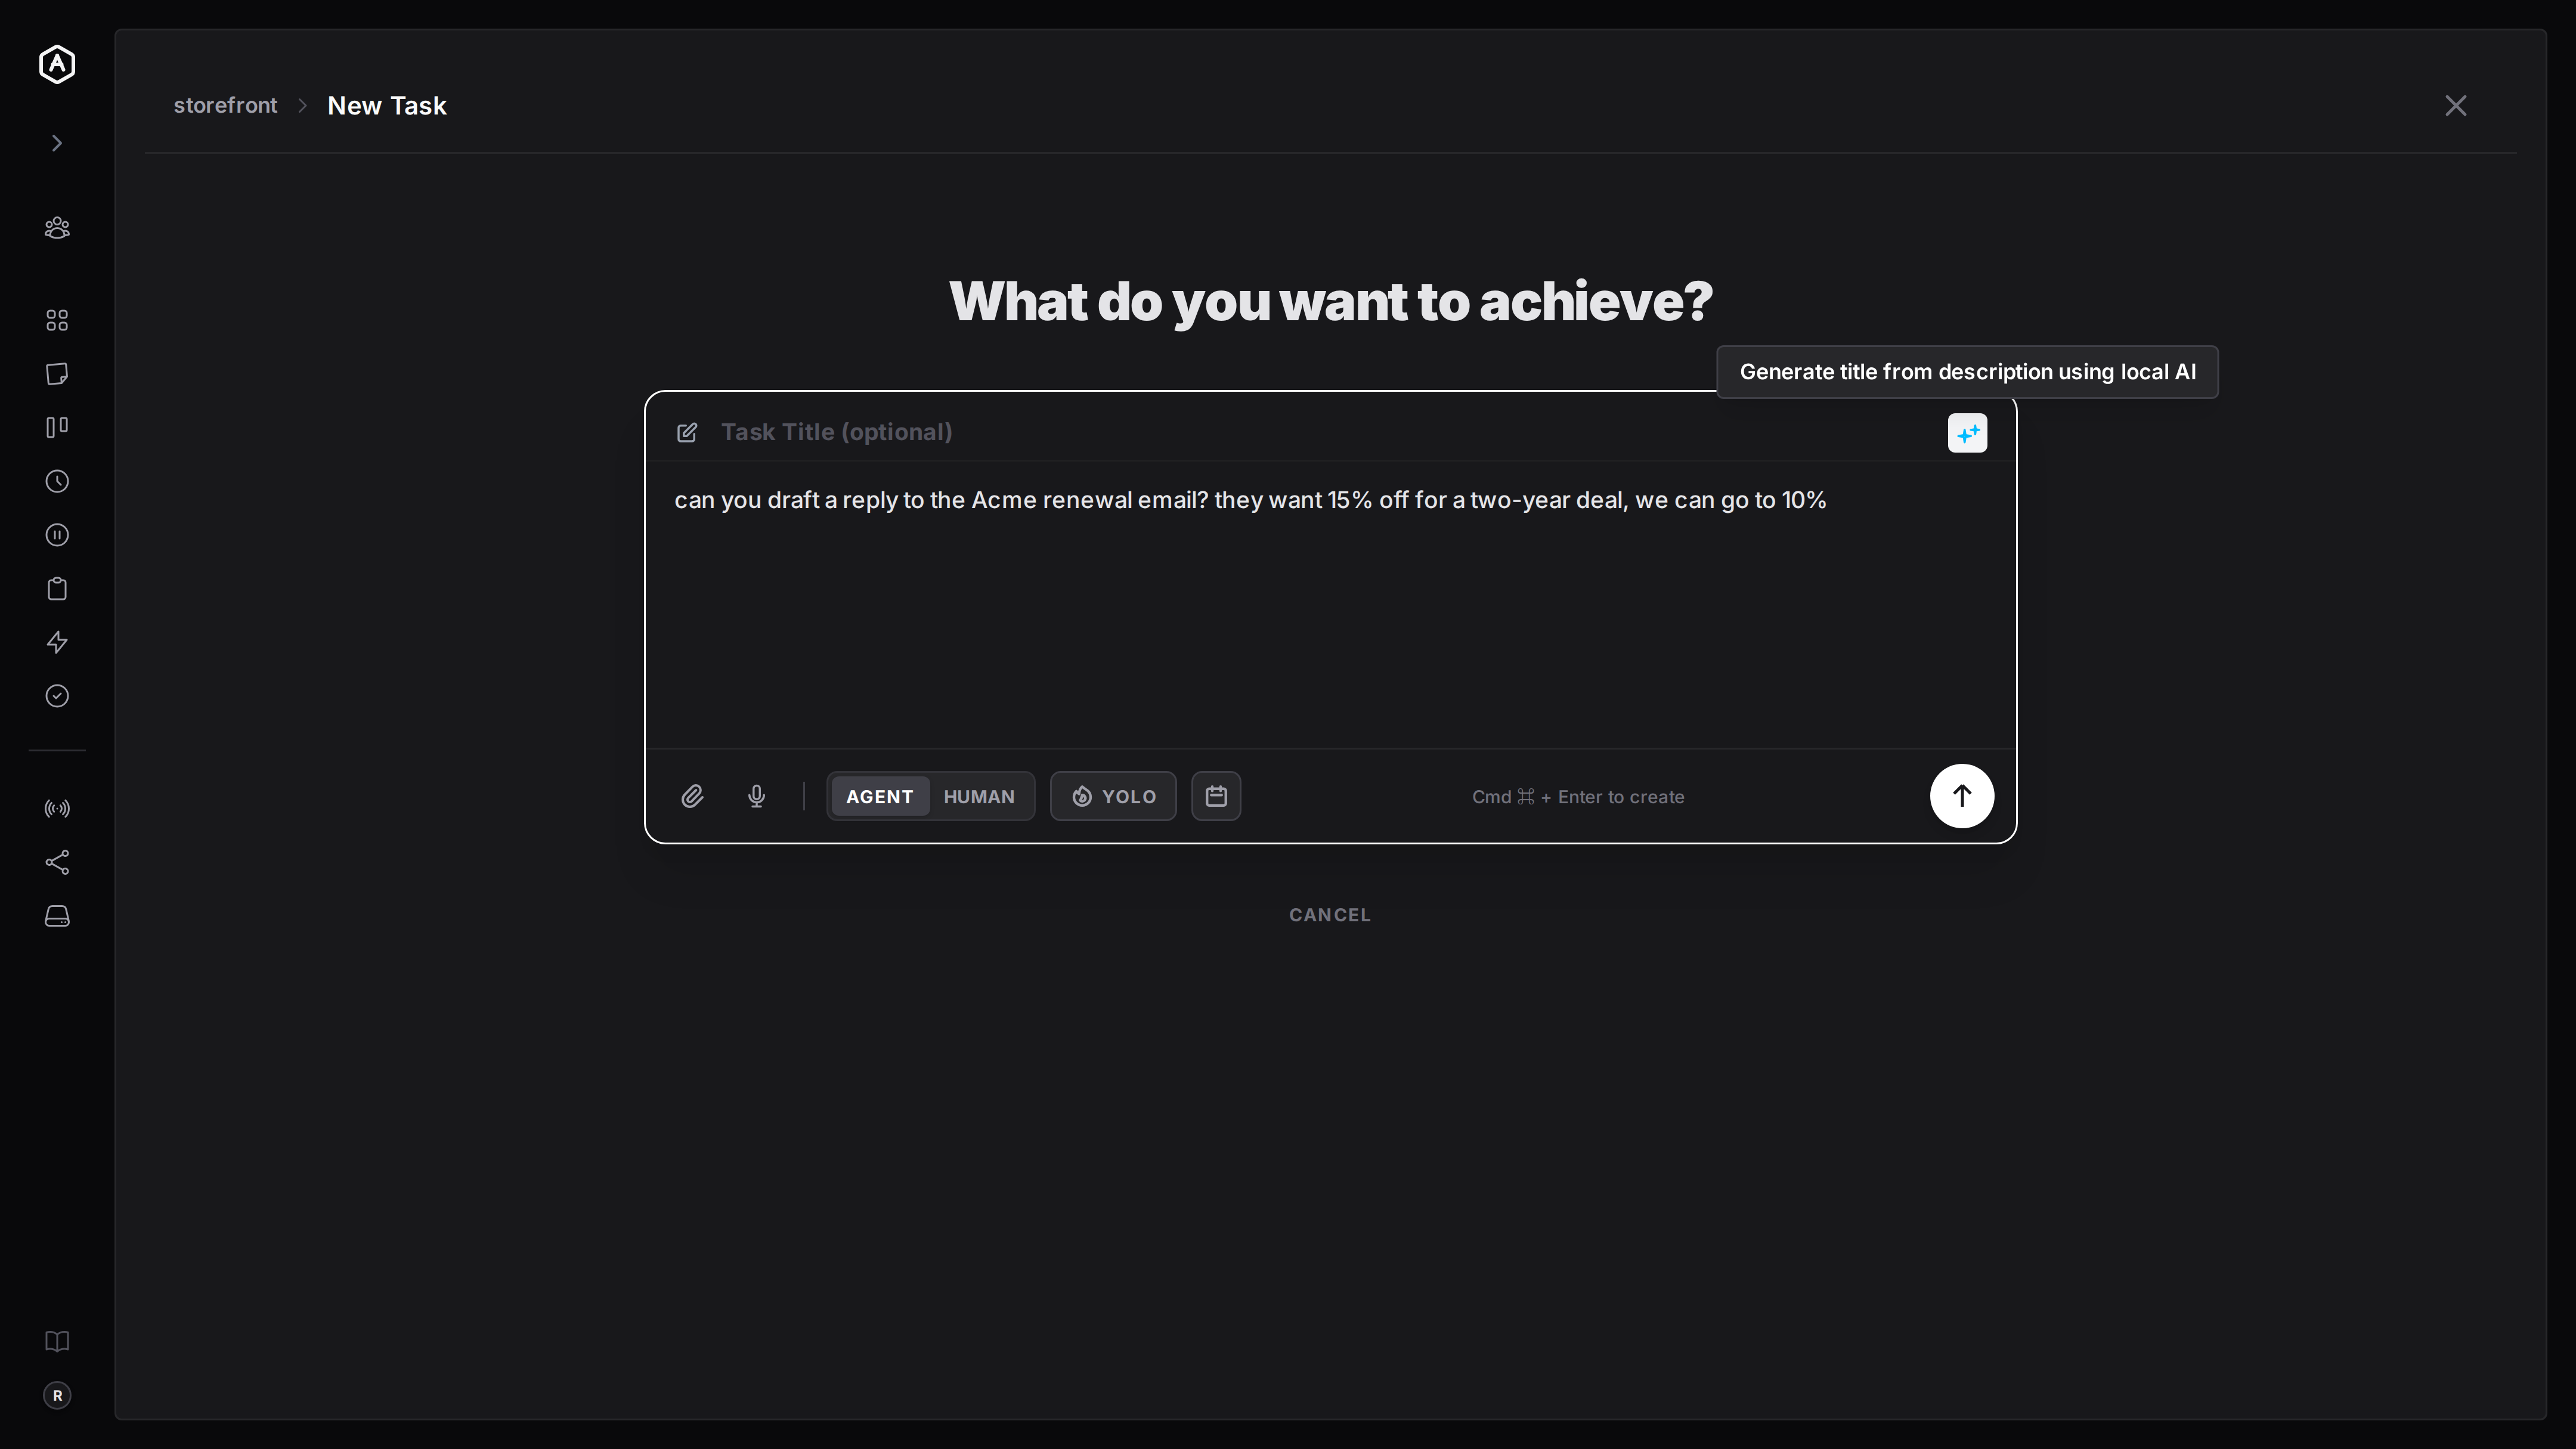 A
storefront
New Task
What do you want to achieve?
Generate title from description using local AI
Task Title (optional)
can you draft a reply to the Acme renewal email? they want 15% off for a two-year deal, we can go to 10%
AGENT HUMAN YOLO Cmd ⌘ + Enter to create
CANCEL
R